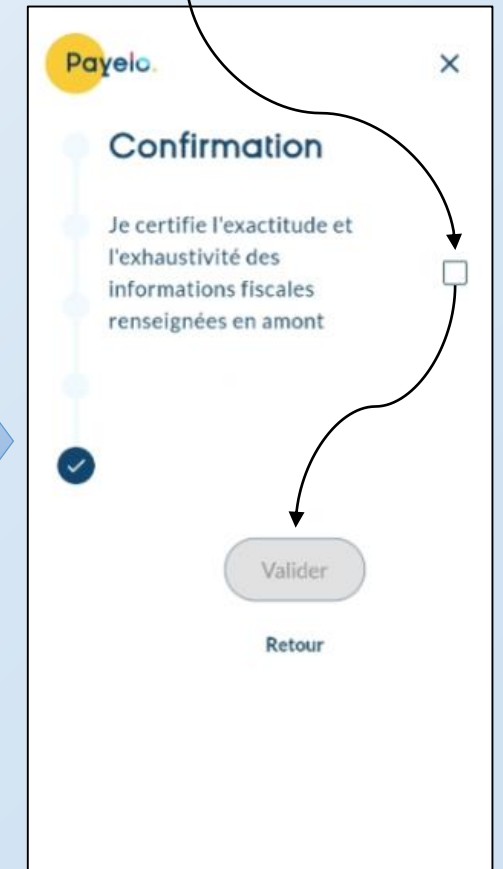 Payelo.
Confirmation
Je certifie l'exactitude et
l'exhaustivité des
informations fiscales
renseignées en amont
Valider
Retour